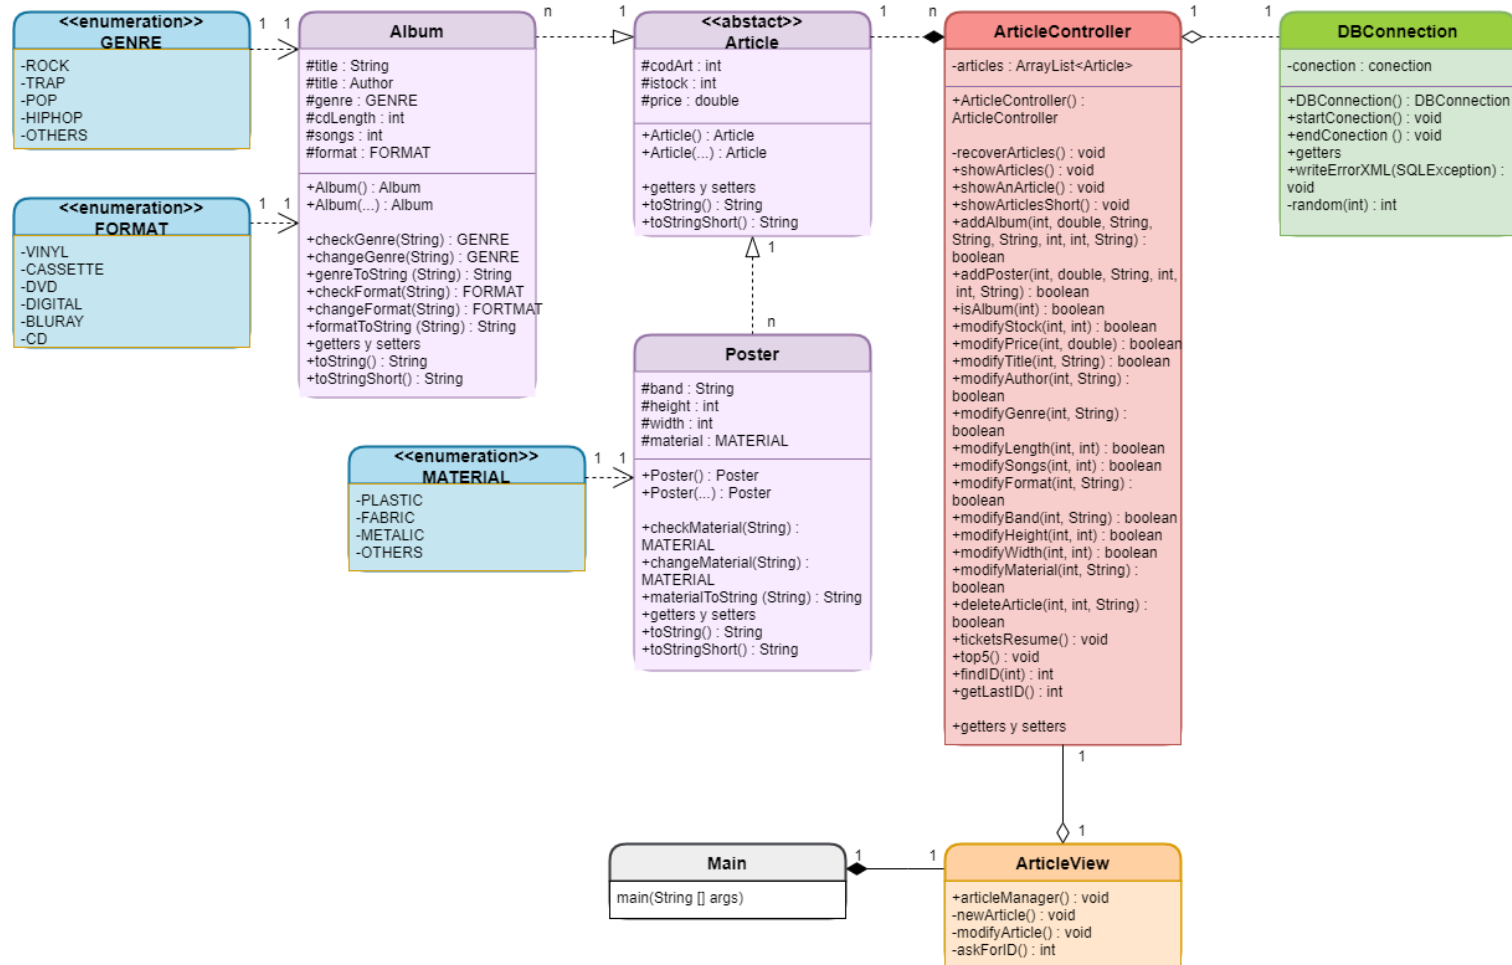 <<enumeration>>
GENRE
-ROCK
-TRAP
-POP
-HIPHOP
-OTHERS
1
1
<<enumeration>>
FORMAT
-VINYL
-CASSETTE
-DVD
-DIGITAL
-BLURAY
-CD
1
1
Album
#title : String
#title : Author
#genre : GENRE
#cdLength : int
#songs : int
#format : FORMAT
+Album() : Album
+Album(...) : Album
+checkGenre(String) : GENRE
+changeGenre(String) : GENRE
+genreToString (String) : String
+checkFormat(String) : FORMAT
+changeFormat(String) : FORTMAT
+formatToString (String) : String
+getters y setters
+toString() : String
+toStringShort() : String
n
1
<<abstact>>
Article
#codArt : int
#istock : int
#price : double
+Article() : Article
+Article(...) : Article
+getters y setters
+toString() : String
+toStringShort() : String
1
n
1
n
Poster
#band : String
#height : int
#width : int
#material : MATERIAL
+Poster() : Poster
+Poster(...) : Poster
+checkMaterial(String) :
MATERIAL
+changeMaterial(String) :
MATERIAL
+materialToString (String) : String
+getters y setters
+toString() : String
+toStringShort() : String
<<enumeration>>
MATERIAL
-PLASTIC
-FABRIC
-METALIC
-OTHERS
1
1
ArticleController
-articles : ArrayList<Article>
+ArticleController() :
ArticleController
-recoverArticles() : void
+showArticles() : void
+showAnArticle() : void
+showArticlesShort() : void
+addAlbum(int, double, String,
String, String, int, int, String) :
boolean
+addPoster(int, double, String, int,
int, String) : boolean
+isAlbum(int) : boolean
+modifyStock(int, int) : boolean
+modifyPrice(int, double) : boolean
+modifyTitle(int, String) : boolean
+modifyAuthor(int, String) :
boolean
+modifyGenre(int, String) :
boolean
+modifyLength(int, int) : boolean
+modifySongs(int, int) : boolean
+modifyFormat(int, String) :
boolean
+modifyBand(int, String) : boolean
+modifyHeight(int, int) : boolean
+modifyWidth(int, int) : boolean
+modifyMaterial(int, String) :
boolean
+deleteArticle(int, int, String) :
boolean
+ticketsResume() : void
+top5() : void
+findID(int) : int
+getLastID() : int
+getters y setters
1
1
DBConnection
-conection : conection
+DBConnection() : DBConnection
+startConection() : void
+endConection () : void
+getters
+writeErrorXML(SQLException) :
void
-random(int) : int
1
1
Main
main(String [] args)
1
1
ArticleView
+articleManager() : void
-newArticle() : void
-modifyArticle() : void
-askForID() : int